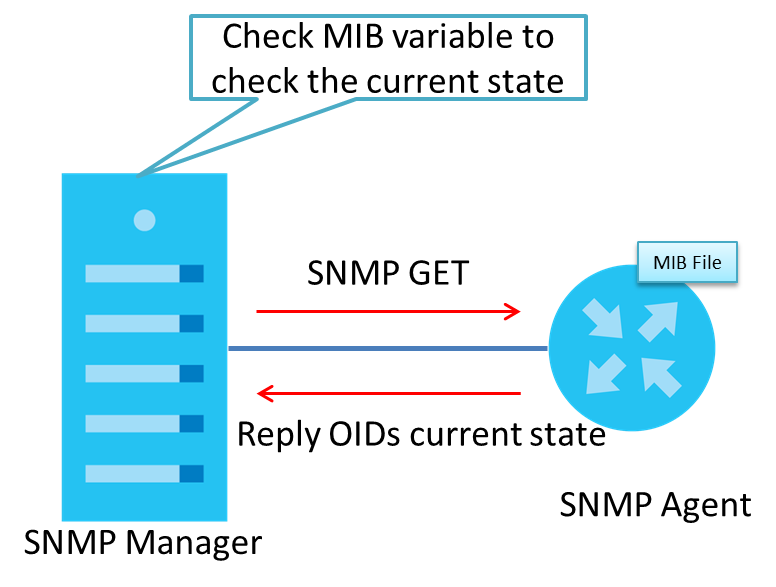 Check MIB variable to
check the current state
MIB File
SNMP GET
Reply OIDs current state
SNMP Agent
SNMP Manager